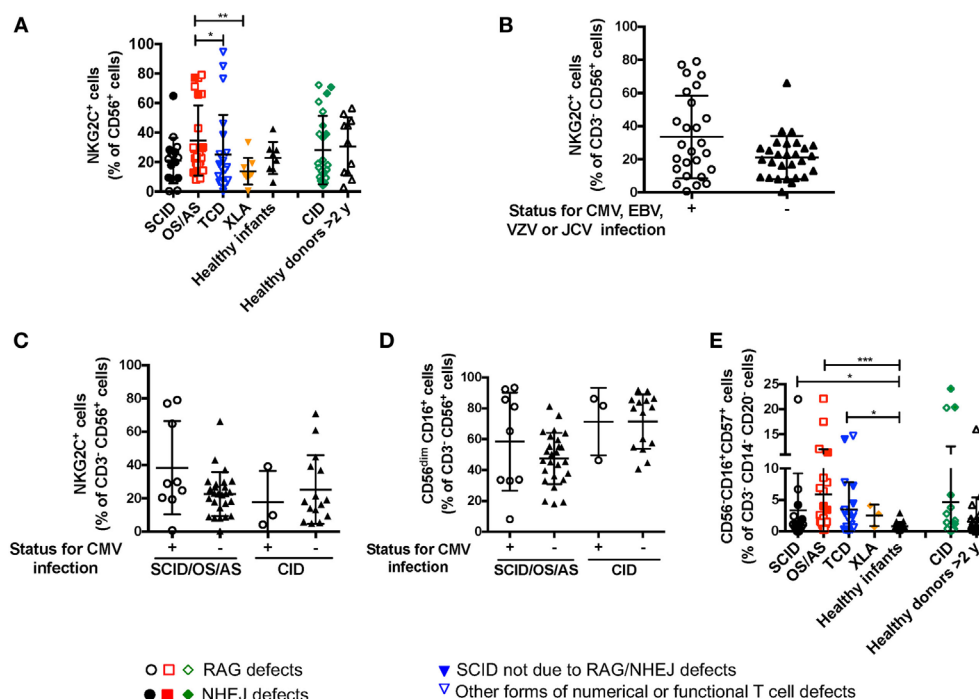 A
NKG2C⁺ cells
(% of CD56⁺ cells)
100
80
60
40
20
0
**
*
SCID
OS/AS
TCD
XLA
Healthy infants
CID
Healthy donors >2 y
B
NKG2C⁺ cells
(% of CD3⁻ CD56⁺ cells)
100
80
60
40
20
0
Status for CMV, EBV, + -
VZV or JCV infection
C
NKG2C⁺ cells
(% of CD3⁻ CD56⁺ cells)
100
80
60
40
20
0
Status for CMV + - + -
infection SCID/OS/AS CID
D
CD56ᵈⁱᵐ CD16⁺ cells
(% of CD3⁻ CD56⁺ cells)
100
80
60
40
20
0
Status for CMV + - + -
infection SCID/OS/AS CID
E
CD56⁻CD16⁺CD57⁺ cells
(% of CD3⁻ CD14⁻ CD20⁻ cells)
25
20
15
10
5
0
***
*
*
SCID
OS/AS
TCD
XLA
Healthy infants
CID
Healthy donors >2 y
RAG defects
NHEJ defects
SCID not due to RAG/NHEJ defects
Other forms of numerical or functional T cell defects